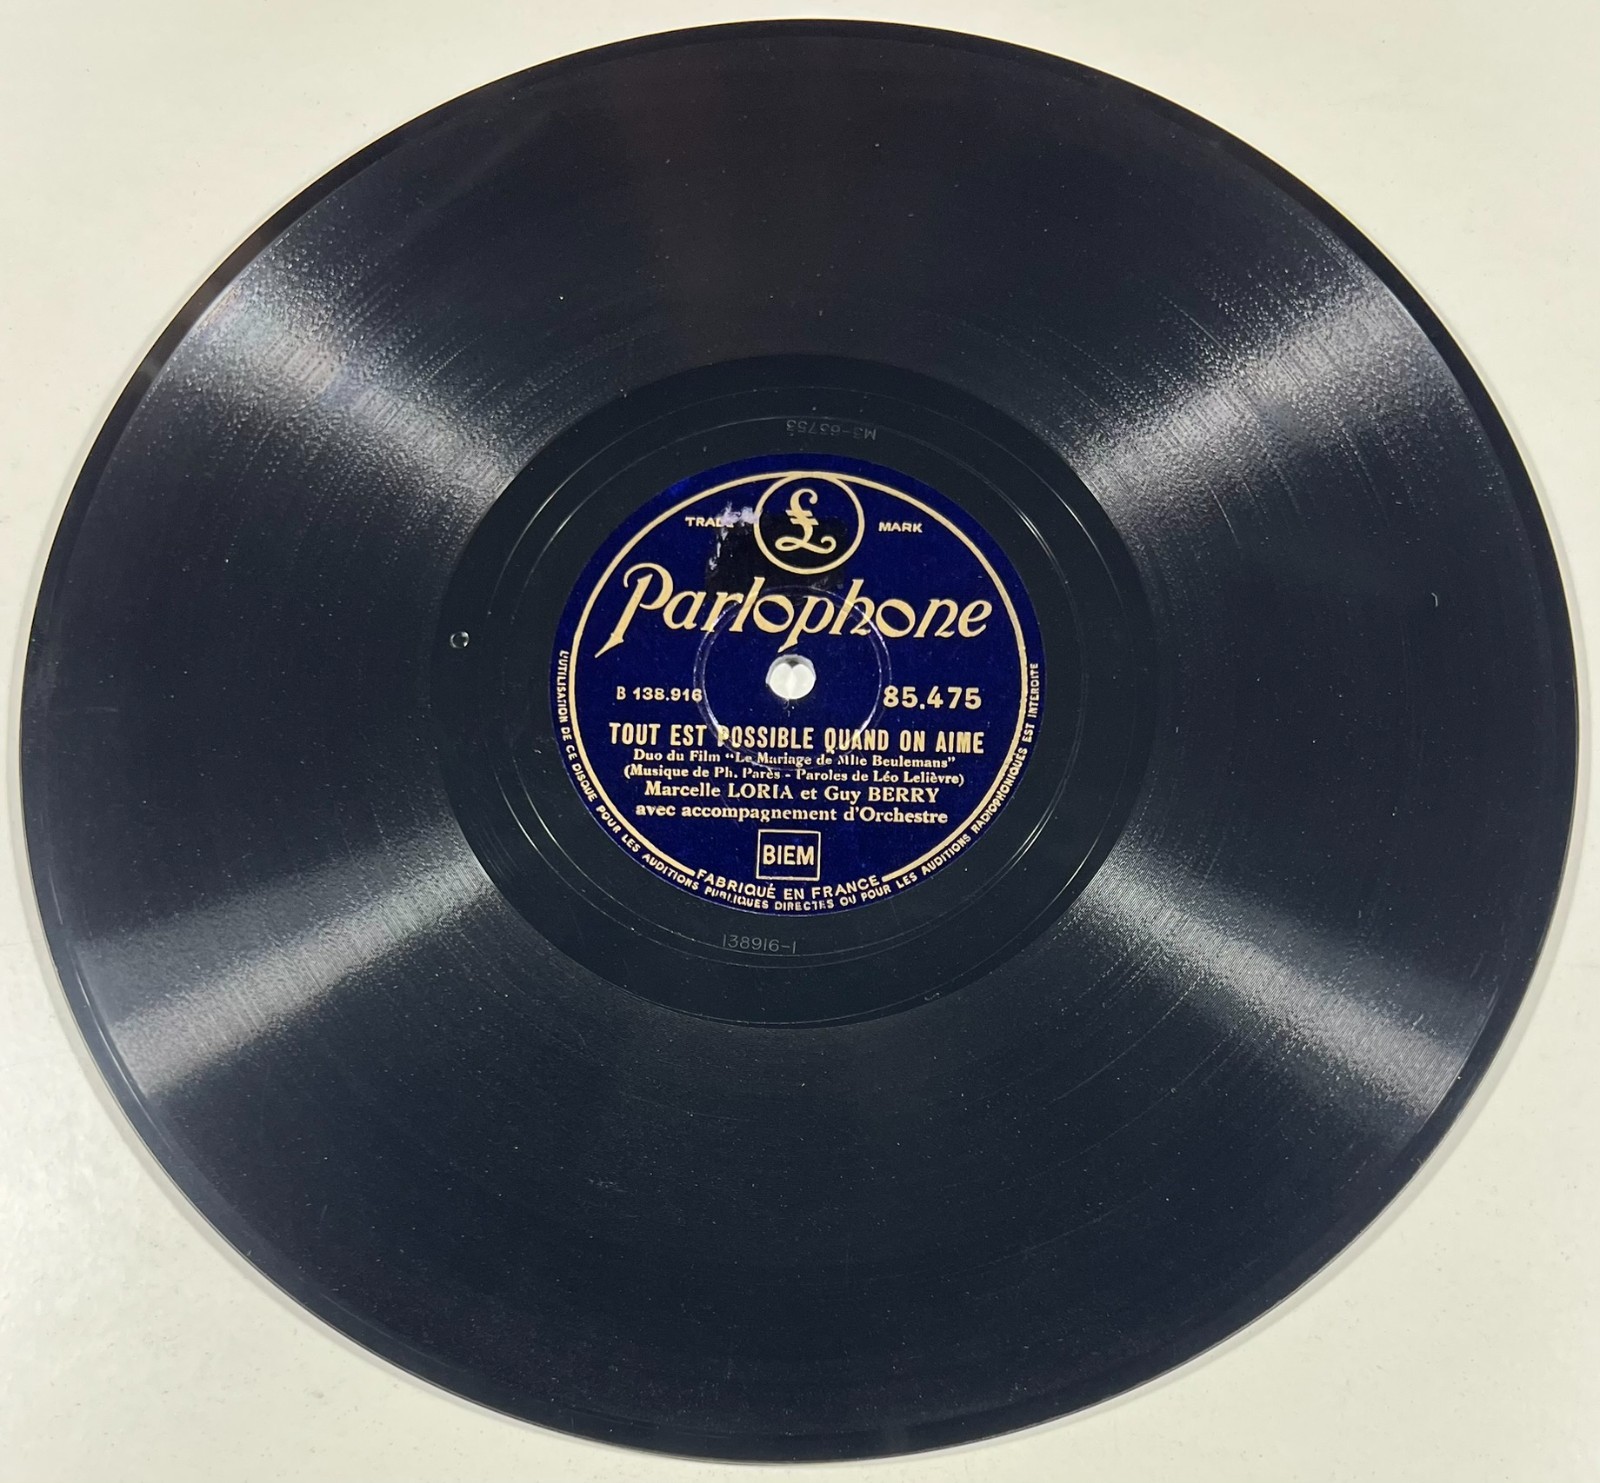 M3-63753
TRADE MARK
£
Parlophone
B 138.916 85.475
TOUT EST POSSIBLE QUAND ON AIME
Duo du Film "Le Mariage de Mlle Beulemans"
(Musique de Ph. Parès - Paroles de Léo Lelièvre)
Marcelle LORIA et Guy BERRY
avec accompagnement d'Orchestre
BIEM
FABRIQUÉ EN FRANCE
L'UTILISATION DE CE DISQUE POUR LES AUDITIONS PUBLIQUES DIRECTES OU POUR LES AUDITIONS RADIOPHONIQUES EST INTERDITE
138916-1